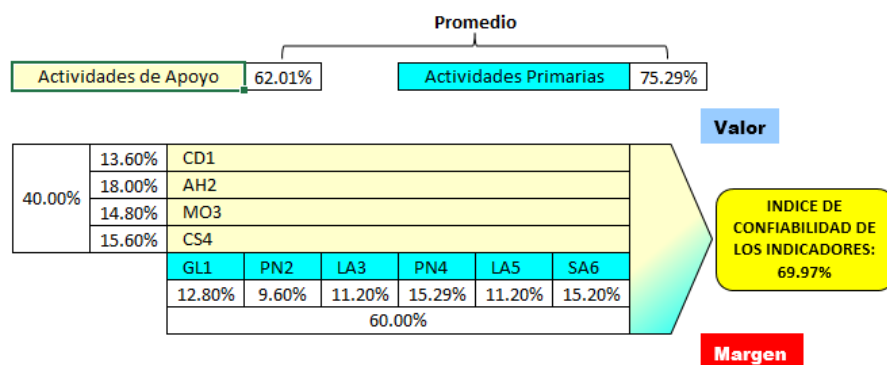 Promedio
Actividades de Apoyo 62.01% Actividades Primarias 75.29%
Valor
40.00%
13.60% CD1
18.00% AH2
14.80% MO3
15.60% CS4
INDICE DE
CONFIABILIDAD DE
LOS INDICADORES:
69.97%
GL1 PN2 LA3 PN4 LA5 SA6
12.80% 9.60% 11.20% 15.29% 11.20% 15.20%
60.00%
Margen